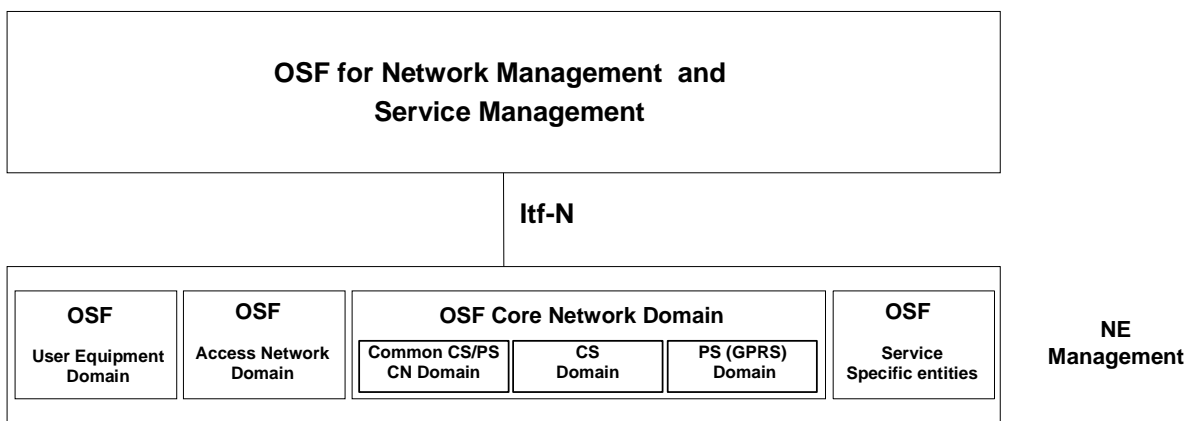 OSF for Network Management and
Service Management
Itf-N
OSF
User Equipment
Domain
OSF
Access Network
Domain
OSF Core Network Domain
Common CS/PS
CN Domain
CS
Domain
PS (GPRS)
Domain
OSF
Service
Specific entities
NE
Management